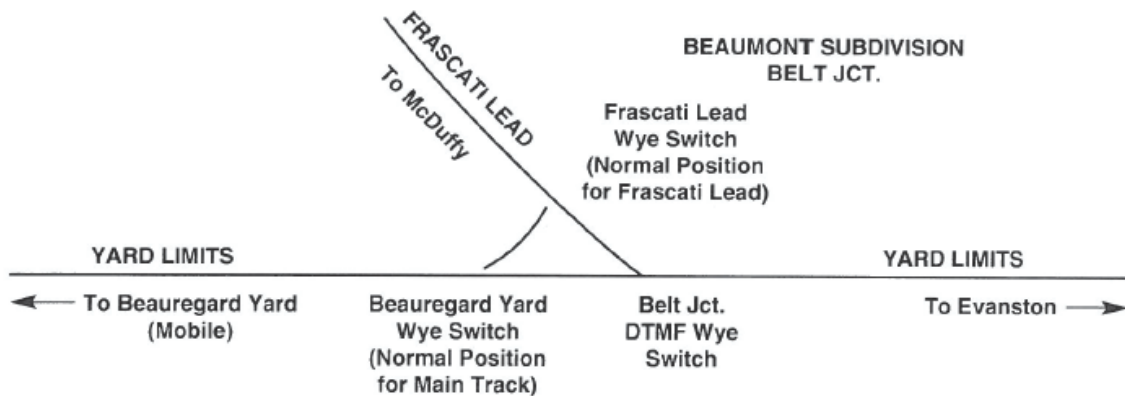 FRASCATI LEAD
To McDuffy
BEAUMONT SUBDIVISION
BELT JCT.
Frascati Lead
Wye Switch
(Normal Position
for Frascati Lead)
YARD LIMITS
YARD LIMITS
To Beauregard Yard
(Mobile)
Beauregard Yard
Wye Switch
(Normal Position
for Main Track)
Belt Jct.
DTMF Wye
Switch
To Evanston